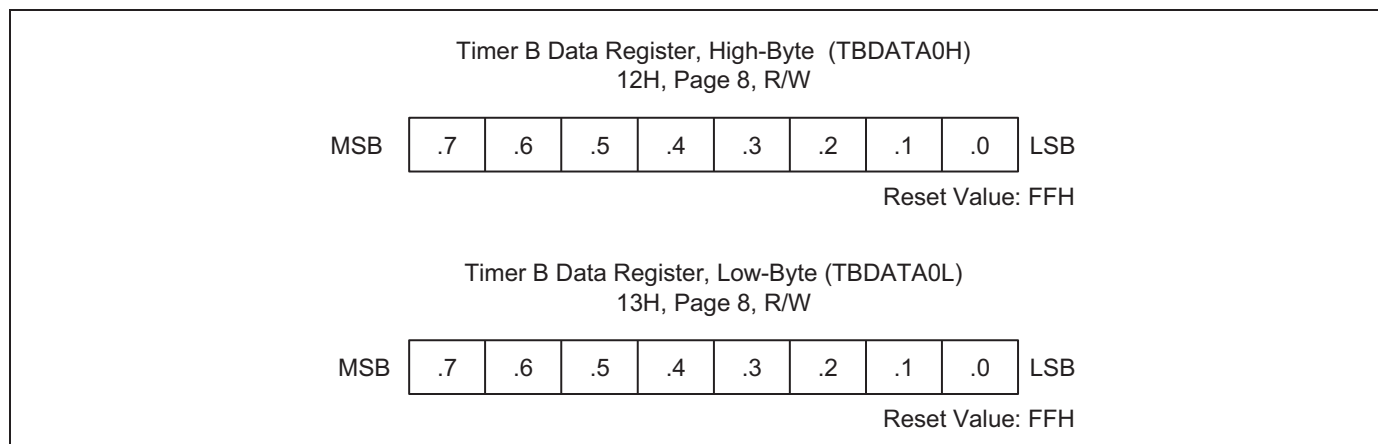 Timer B Data Register, High-Byte (TBDATA0H)
12H, Page 8, R/W
MSB .7 .6 .5 .4 .3 .2 .1 .0 LSB
Reset Value: FFH
Timer B Data Register, Low-Byte (TBDATA0L)
13H, Page 8, R/W
MSB .7 .6 .5 .4 .3 .2 .1 .0 LSB
Reset Value: FFH